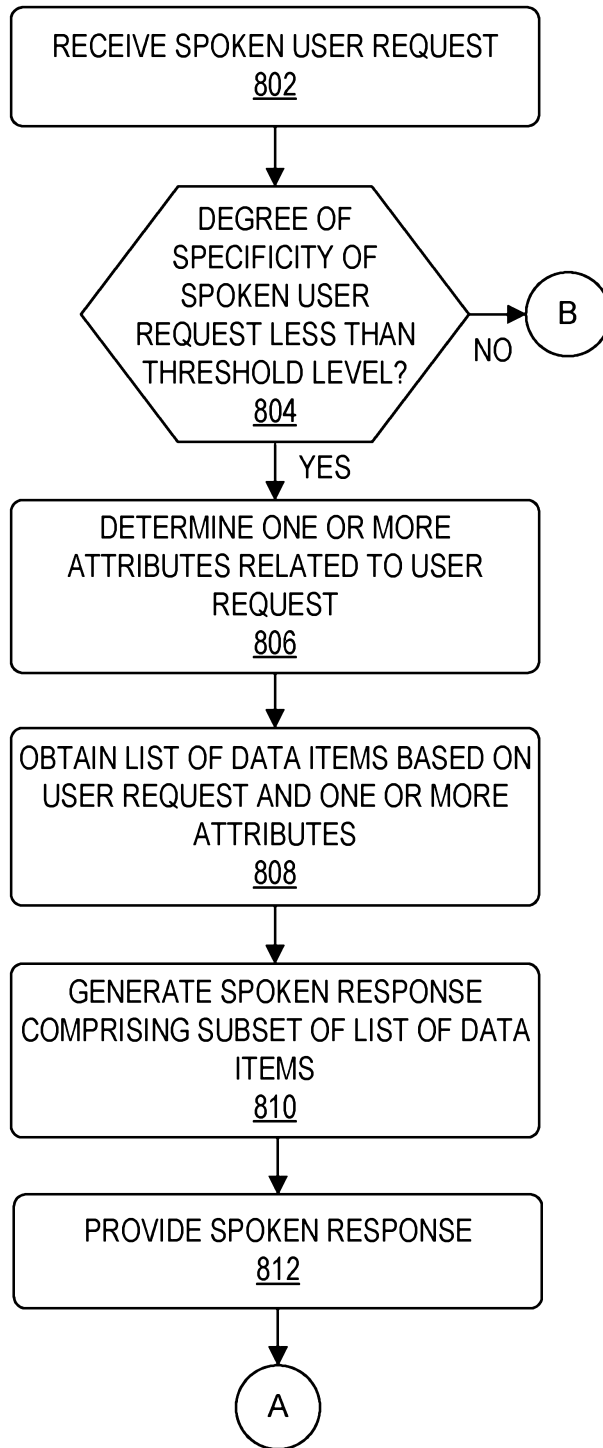 RECEIVE SPOKEN USER REQUEST
802
DEGREE OF
SPECIFICITY OF
SPOKEN USER
REQUEST LESS THAN
THRESHOLD LEVEL?
804
B
NO
YES
DETERMINE ONE OR MORE
ATTRIBUTES RELATED TO USER
REQUEST
806
OBTAIN LIST OF DATA ITEMS BASED ON
USER REQUEST AND ONE OR MORE
ATTRIBUTES
808
GENERATE SPOKEN RESPONSE
COMPRISING SUBSET OF LIST OF DATA
ITEMS
810
PROVIDE SPOKEN RESPONSE
812
A